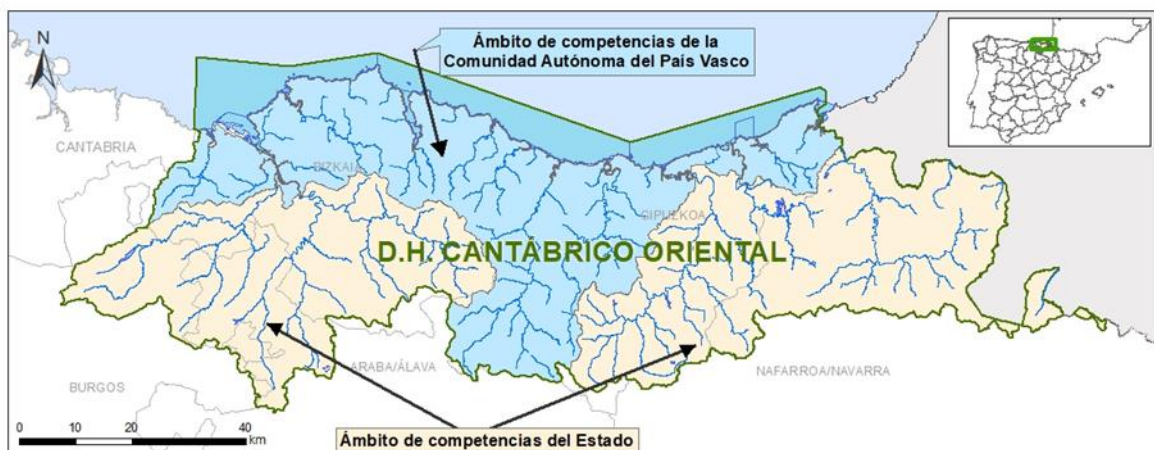 N
Ámbito de competencias de la
Comunidad Autónoma del País Vasco
CANTABRIA
BIZKAIA
GIPUZKOA
D.H. CANTÁBRICO ORIENTAL
ARABA/ÁLAVA
BURGOS
NAFARROA/NAVARRA
0 10 20 40
km
Ámbito de competencias del Estado